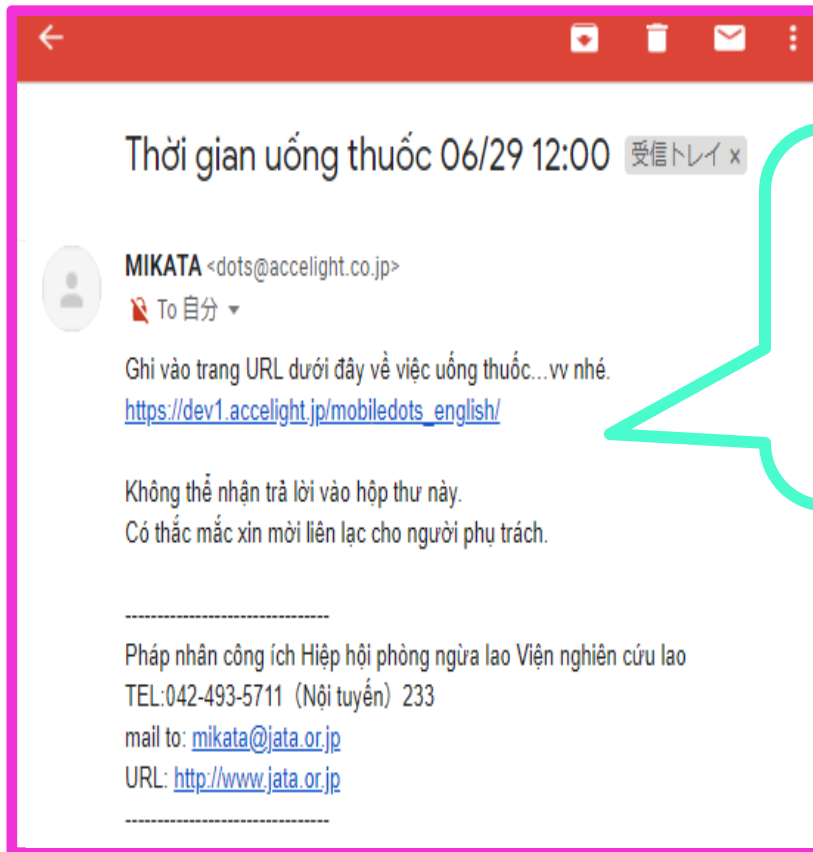 Thời gian uống thuốc 06/29 12:00 受信トレイ x
MIKATA <dots@accelight.co.jp>
To 自分
Ghi vào trang URL dưới đây về việc uống thuốc...vv nhé.
https://dev1.accelight.jp/mobiledots_english/
Không thể nhận trả lời vào hộp thư này.
Có thắc mắc xin mời liên lạc cho người phụ trách.
--------------------------------
Pháp nhân công ích Hiệp hội phòng ngừa lao Viện nghiên cứu lao
TEL:042-493-5711（Nội tuyến）233
mail to: mikata@jata.or.jp
URL: http://www.jata.or.jp
--------------------------------